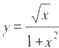 y = √x / (1 + x²)